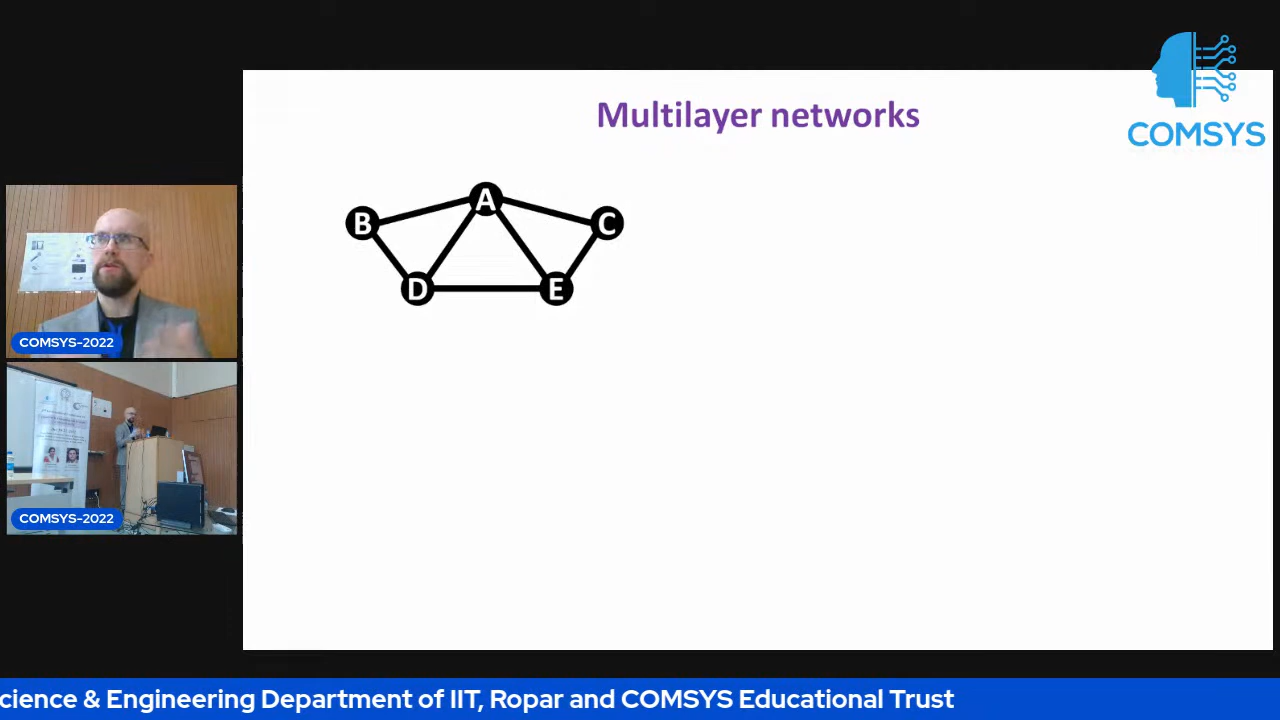 Multilayer networks
COMSYS
A
B
C
D
E
COMSYS-2022
COMSYS-2022
cience & Engineering Department of IIT, Ropar and COMSYS Educational Trust